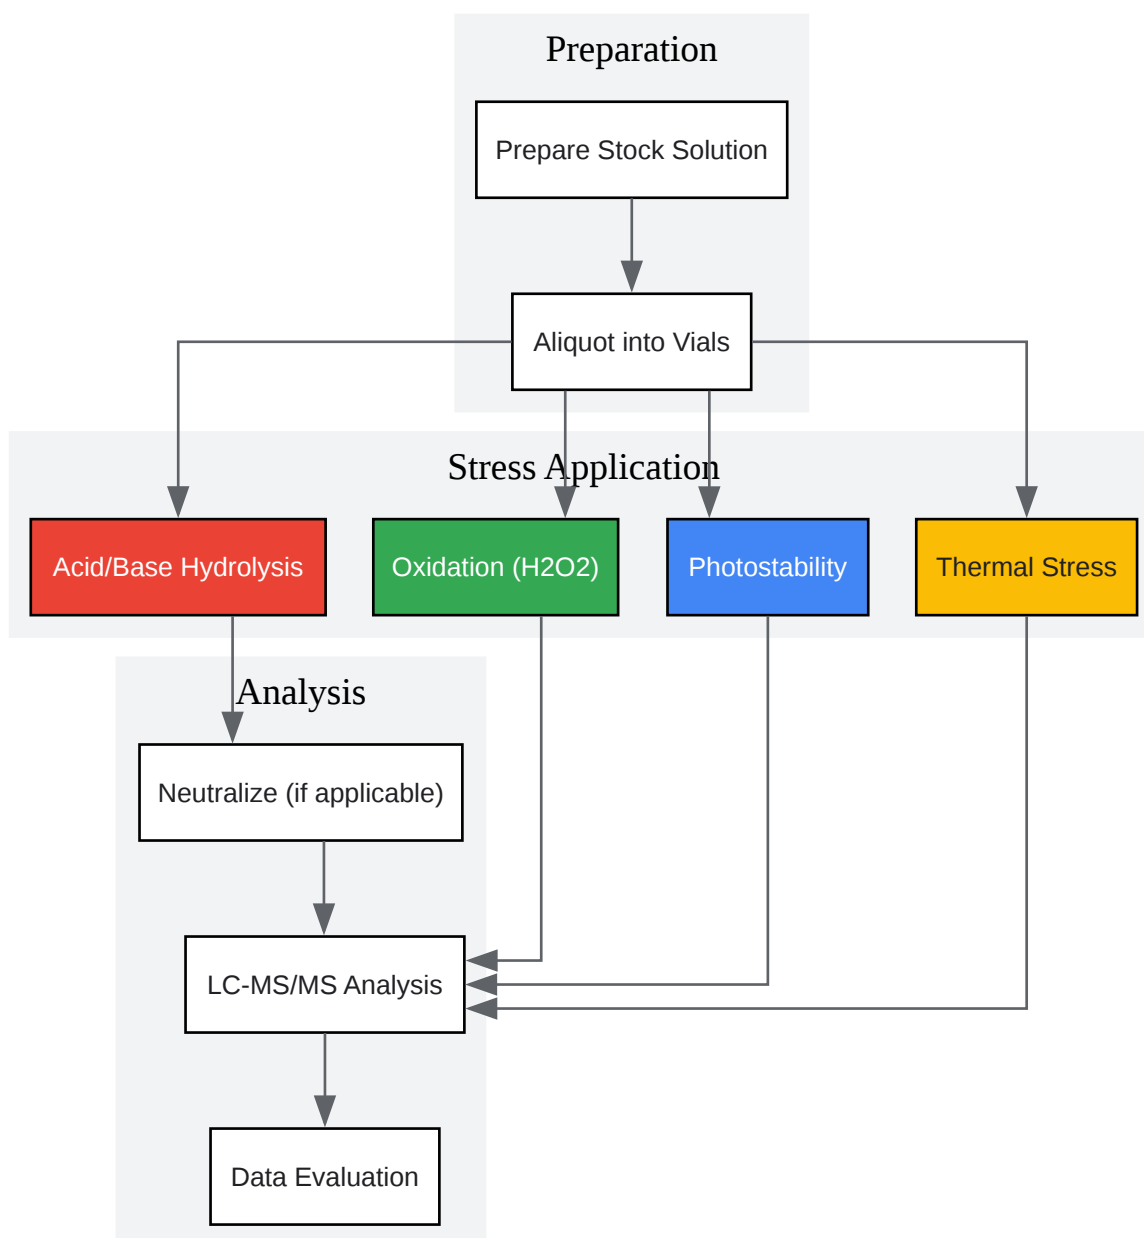 Preparation
Prepare Stock Solution
Aliquot into Vials
Stress Application
Acid/Base Hydrolysis
Oxidation (H2O2)
Photostability
Thermal Stress
Analysis
Neutralize (if applicable)
LC-MS/MS Analysis
Data Evaluation